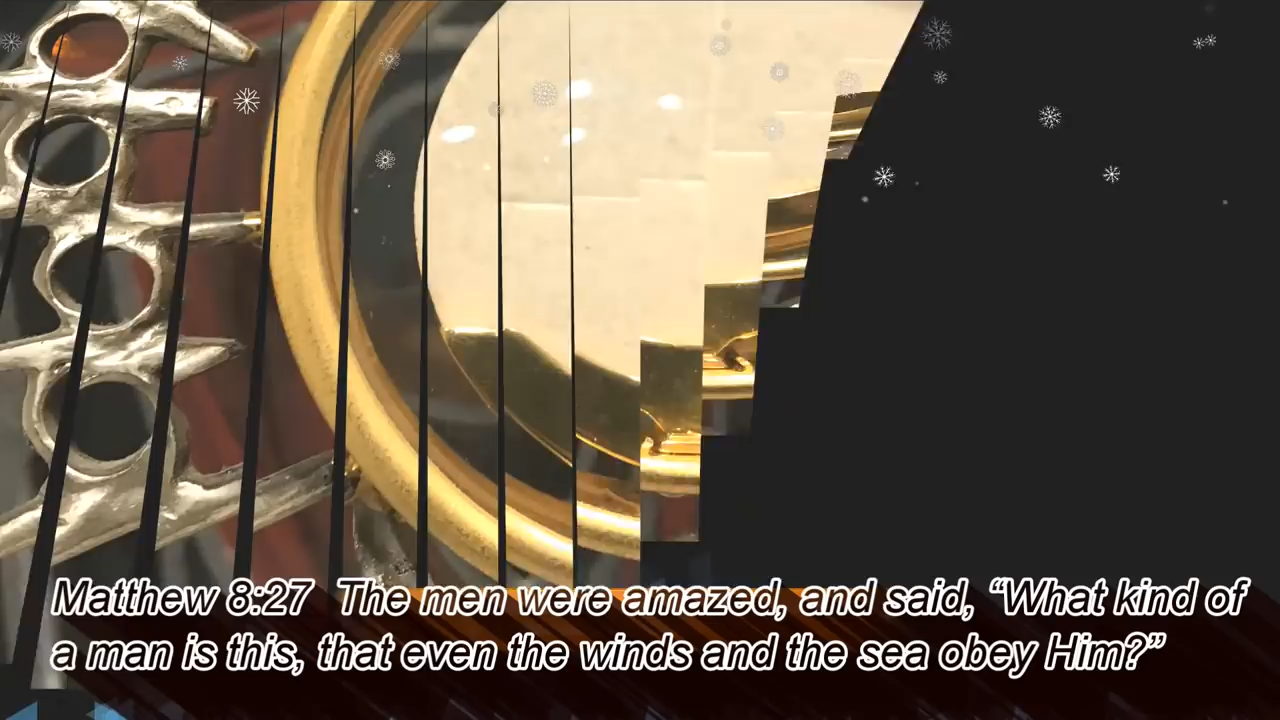 Matthew 8:27  The men were amazed, and said, “What kind of
a man is this, that even the winds and the sea obey Him?”